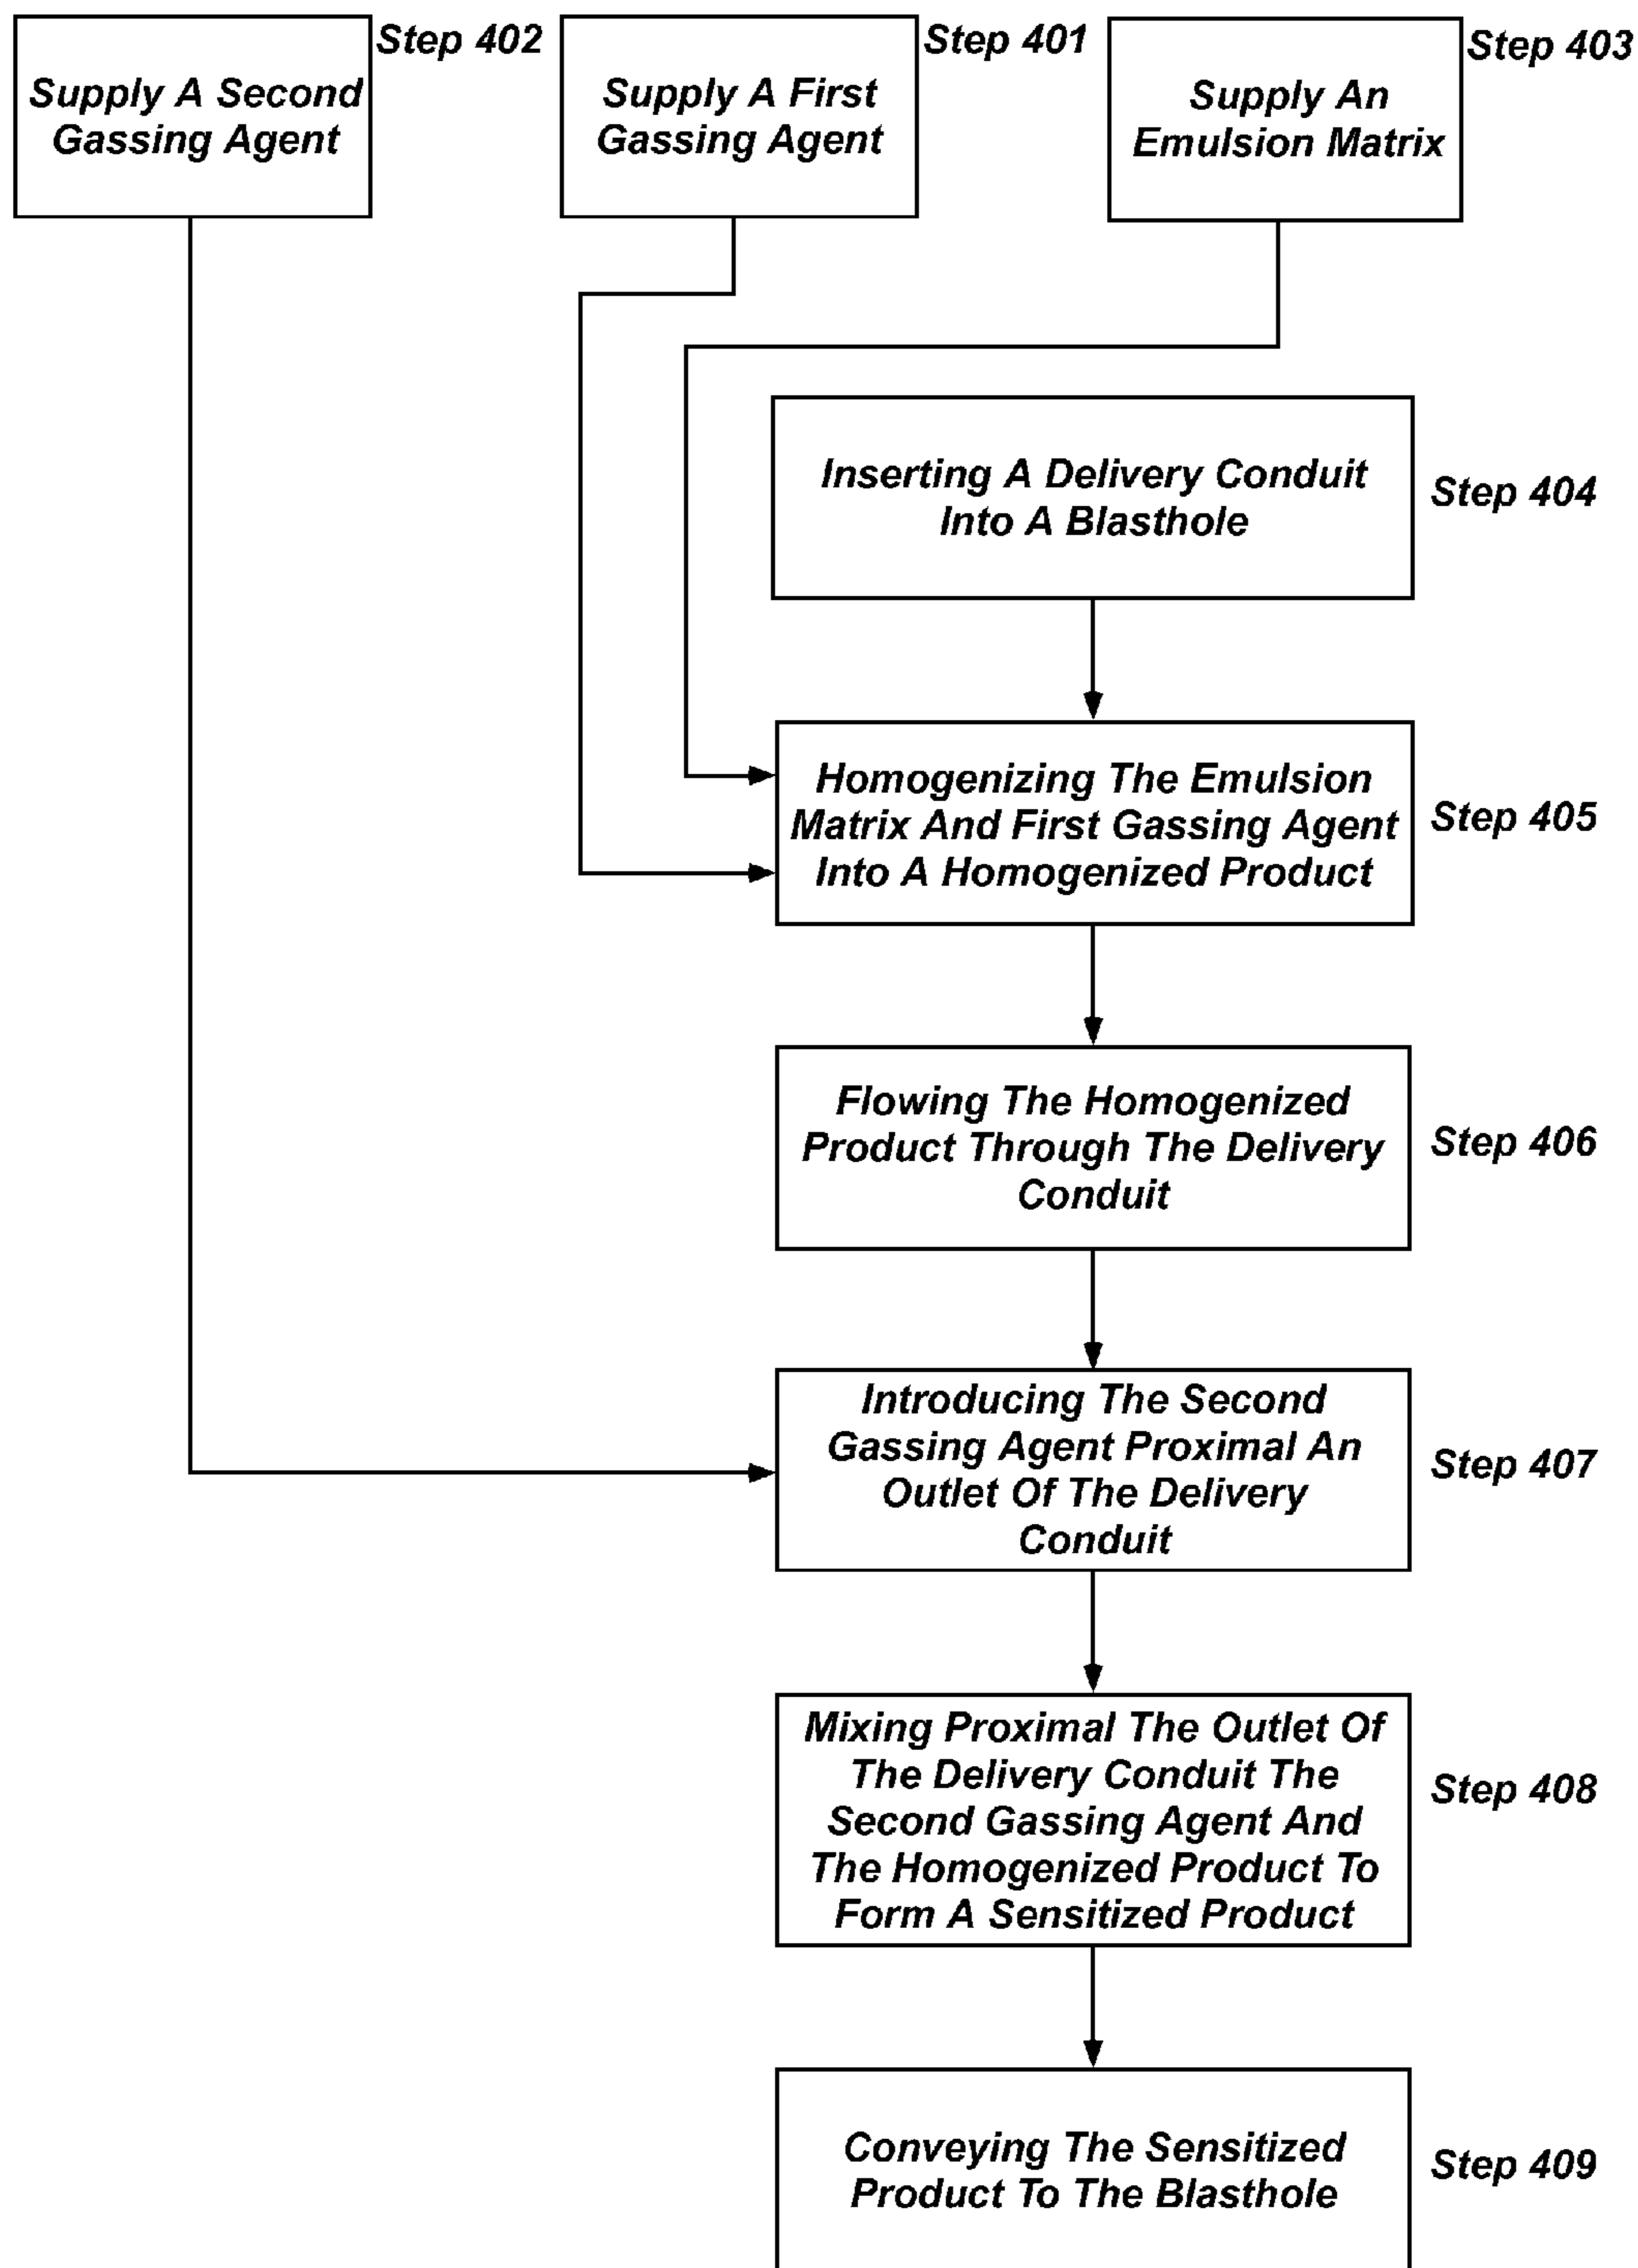 Step 402
Supply A Second
Gassing Agent
Step 401
Supply A First
Gassing Agent
Step 403
Supply An
Emulsion Matrix
Inserting A Delivery Conduit
Into A Blasthole
Step 404
Homogenizing The Emulsion
Matrix And First Gassing Agent
Into A Homogenized Product
Step 405
Flowing The Homogenized
Product Through The Delivery
Conduit
Step 406
Introducing The Second
Gassing Agent Proximal An
Outlet Of The Delivery
Conduit
Step 407
Mixing Proximal The Outlet Of
The Delivery Conduit The
Second Gassing Agent And
The Homogenized Product To
Form A Sensitized Product
Step 408
Conveying The Sensitized
Product To The Blasthole
Step 409